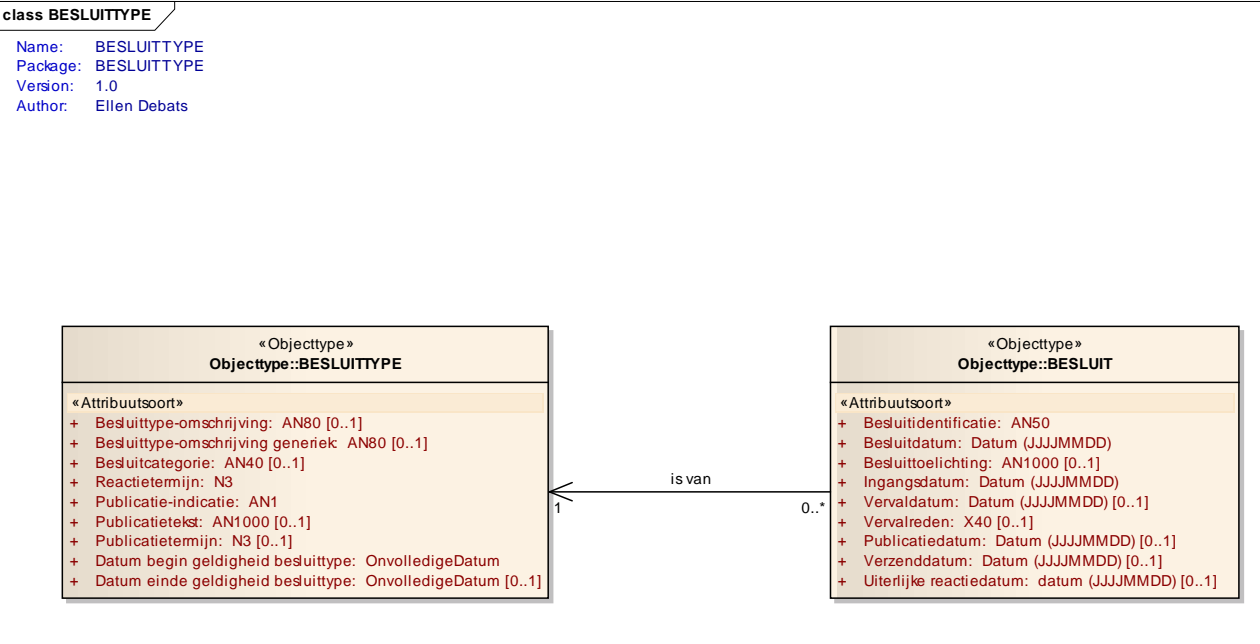 class BESLUITTYPE
Name: BESLUITTYPE
Package: BESLUITTYPE
Version: 1.0
Author: Ellen Debats
«Objecttype»
Objecttype::BESLUITTYPE
«Attribuutsoort»
+ Besluittype-omschrijving: AN80 [0..1]
+ Besluittype-omschrijving generiek: AN80 [0..1]
+ Besluitcategorie: AN40 [0..1]
+ Reactietermijn: N3
+ Publicatie-indicatie: AN1
+ Publicatietekst: AN1000 [0..1]
+ Publicatietermijn: N3 [0..1]
+ Datum begin geldigheid besluittype: OnvolledigeDatum
+ Datum einde geldigheid besluittype: OnvolledigeDatum [0..1]
is van
1
0..*
«Objecttype»
Objecttype::BESLUIT
«Attribuutsoort»
+ Besluitidentificatie: AN50
+ Besluitdatum: Datum (JJJJMMDD)
+ Besluittoelichting: AN1000 [0..1]
+ Ingangsdatum: Datum (JJJJMMDD)
+ Vervaldatum: Datum (JJJJMMDD) [0..1]
+ Vervalreden: X40 [0..1]
+ Publicatiedatum: Datum (JJJJMMDD) [0..1]
+ Verzenddatum: Datum (JJJJMMDD) [0..1]
+ Uiterlijke reactiedatum: datum (JJJJMMDD) [0..1]